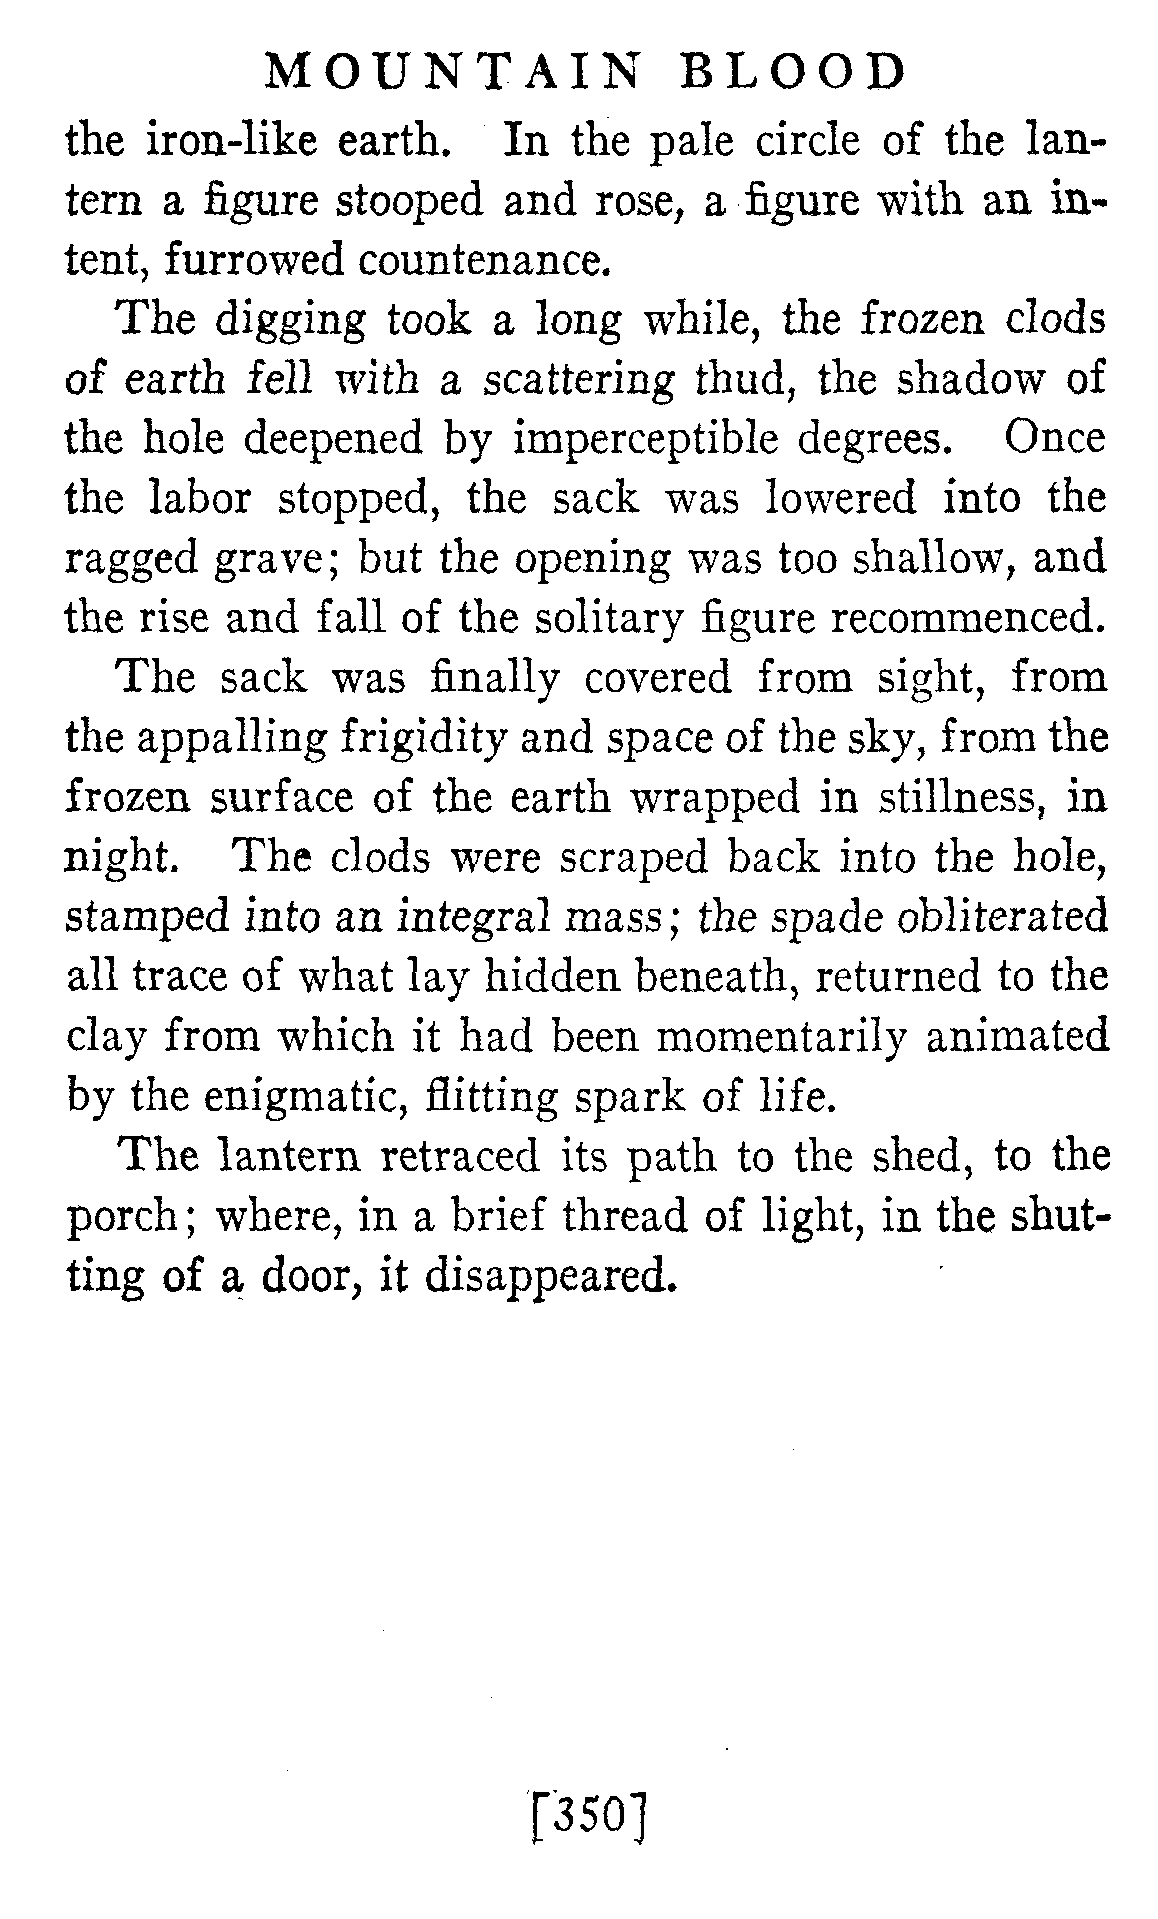 MOUNTAIN BLOOD
the iron-like earth. In the pale circle of the lan-
tern a figure stooped and rose, a figure with an in-
tent, furrowed countenance.
The digging took a long while, the frozen clods
of earth fell with a scattering thud, the shadow of
the hole deepened by imperceptible degrees. Once
the labor stopped, the sack was lowered into the
ragged grave; but the opening was too shallow, and
the rise and fall of the solitary figure recommenced.
The sack was finally covered from sight, from
the appalling frigidity and space of the sky, from the
frozen surface of the earth wrapped in stillness, in
night. The clods were scraped back into the hole,
stamped into an integral mass; the spade obliterated
all trace of what lay hidden beneath, returned to the
clay from which it had been momentarily animated
by the enigmatic, flitting spark of life.
The lantern retraced its path to the shed, to the
porch; where, in a brief thread of light, in the shut-
ting of a door, it disappeared.
[350]